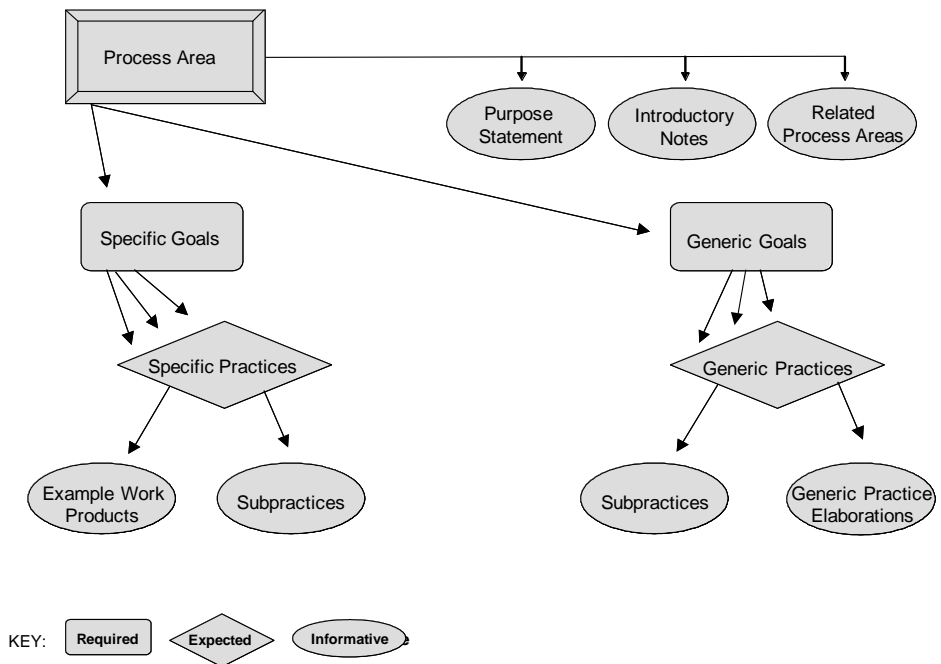 Process Area
Purpose
Statement
Introductory
Notes
Related
Process Areas
Specific Goals
Generic Goals
Specific Practices
Generic Practices
Example Work
Products
Subpractices
Subpractices
Generic Practice
Elaborations
KEY:
Required
Expected
Informative